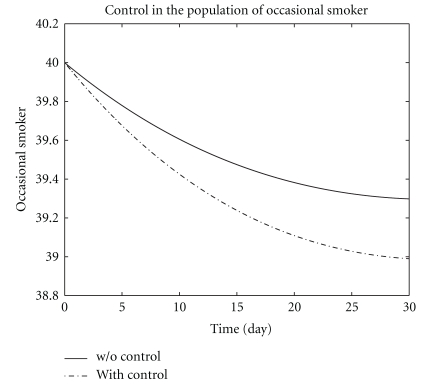 Control in the population of occasional smoker
40.2
40
39.8
39.6
39.4
39.2
39
38.8
Occasional smoker
0 5 10 15 20 25 30
Time (day)
w/o control
With control